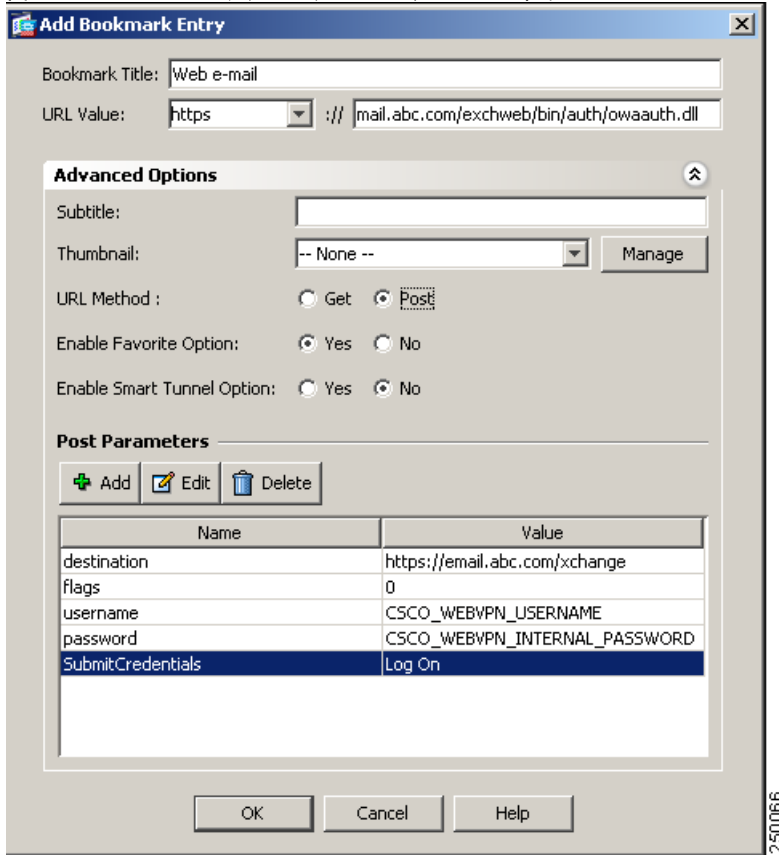 Add Bookmark Entry
Bookmark Title: Web e-mail
URL Value: https :// mail.abc.com/exchweb/bin/auth/owaauth.dll
Advanced Options
Subtitle:
Thumbnail: -- None -- Manage
URL Method : Get Post
Enable Favorite Option: Yes No
Enable Smart Tunnel Option: Yes No
Post Parameters
Add Edit Delete
Name Value
destination https://email.abc.com/xchange
flags 0
username CSCO_WEBVPN_USERNAME
password CSCO_WEBVPN_INTERNAL_PASSWORD
SubmitCredentials Log On
OK Cancel Help
250066